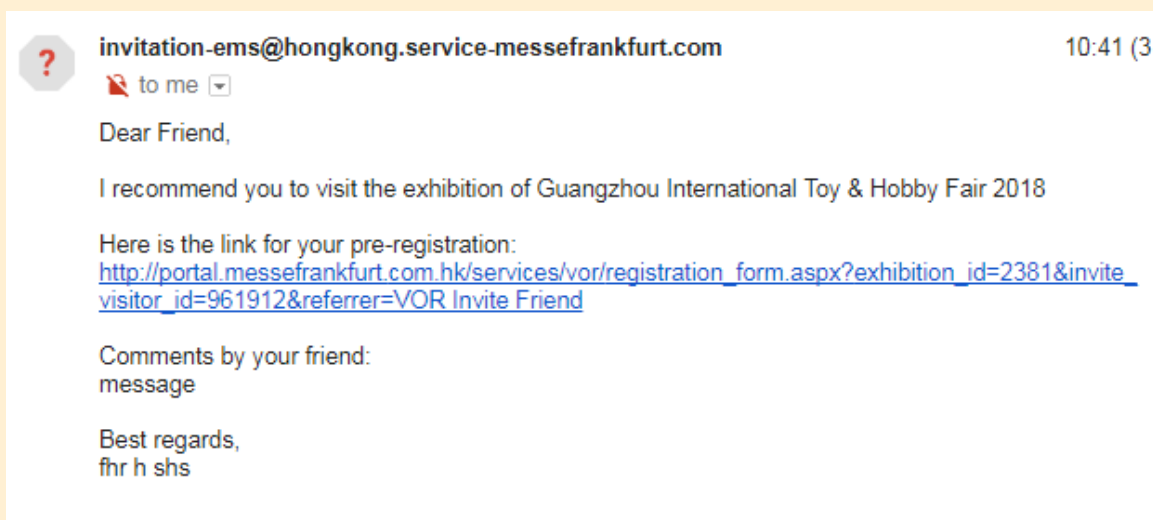 ?
invitation-ems@hongkong.service-messefrankfurt.com 10:41 (3
to me
Dear Friend,
I recommend you to visit the exhibition of Guangzhou International Toy & Hobby Fair 2018
Here is the link for your pre-registration:
http://portal.messefrankfurt.com.hk/services/vor/registration_form.aspx?exhibition_id=2381&invite_
visitor_id=961912&referrer=VOR Invite Friend
Comments by your friend:
message
Best regards,
fhr h shs